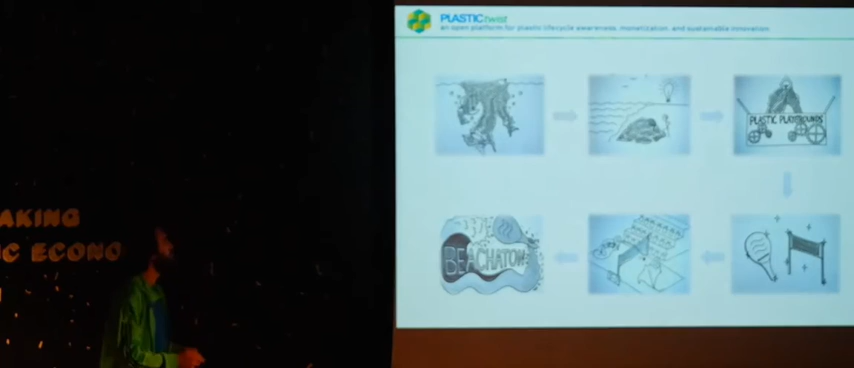 PLASTICtwist
an open platform for plastic lifecycle awareness, monetization, and sustainable innovation
PLASTIC PLAYGROUNDS
BEACHATON
AKING
C ECONO